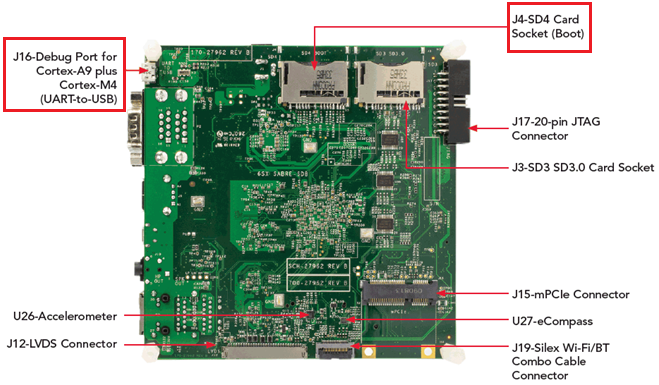 J4-SD4 Card
Socket (Boot)
J16-Debug Port for
Cortex-A9 plus
Cortex-M4
(UART-to-USB)
170-27962 REV B
SD4 BOOT
SD3 SD3.0
UART
J17-20-pin JTAG
Connector
J3-SD3 SD3.0 Card Socket
6SX SABRE-SDB
SCH-27962 REV B
700-27962 REV B
J15-mPCIe Connector
mPCIe
U26-Accelerometer
U27-eCompass
J12-LVDS Connector
LVDS
J19-Silex Wi-Fi/BT
Combo Cable
Connector